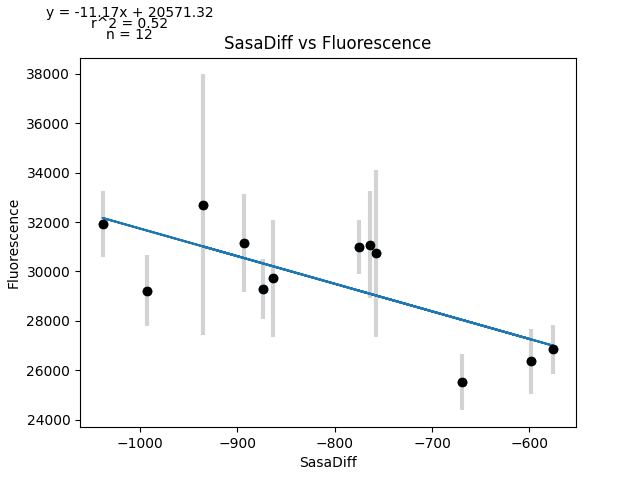 y = -11.17x + 20571.32
r^2 = 0.52
n = 12
SasaDiff vs Fluorescence
38000
36000
34000
32000
30000
28000
26000
24000
Fluorescence
−1000
−900
−800
−700
−600
SasaDiff